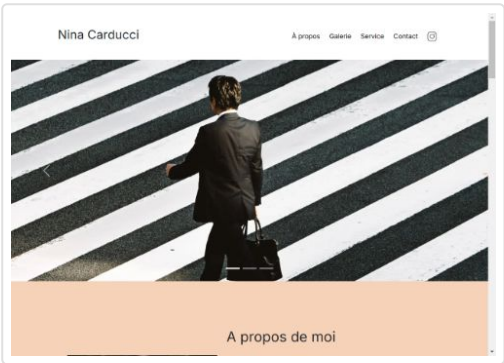 Nina Carducci
À propos Galerie Service Contact
A propos de moi